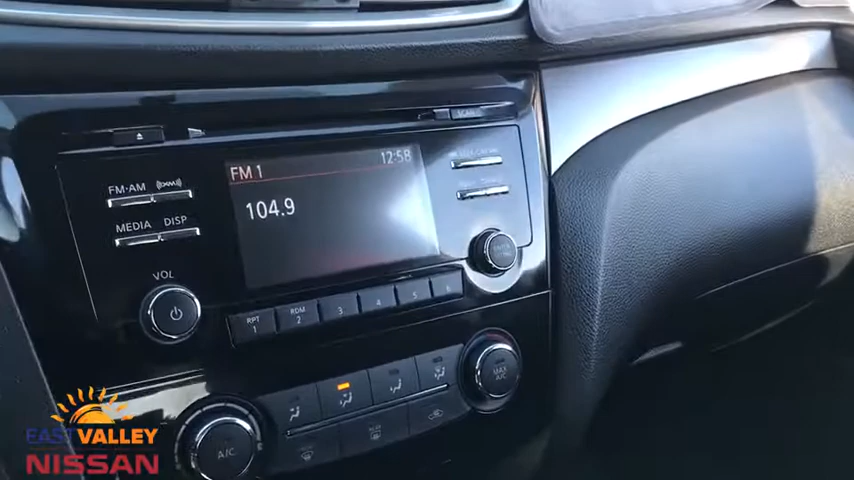 SCAN
FM 1
12:58
FM·AM
104.9
MEDIA
DISP
VOL
RPT
1
RDM
2
3
4
5
6
MAX
A/C
A/C
EAST VALLEY
NISSAN